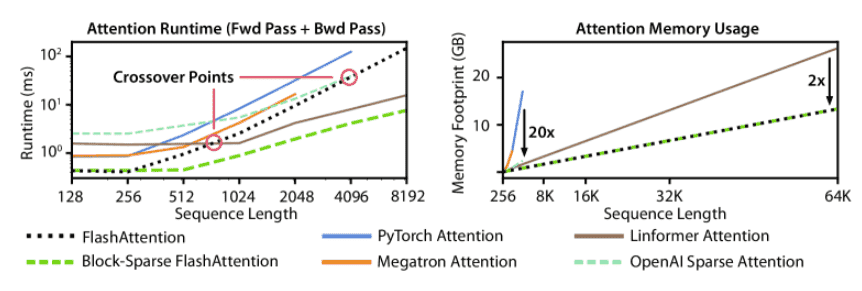 Attention Runtime (Fwd Pass + Bwd Pass)
Runtime (ms)
10²
10¹
10⁰
Crossover Points
128 256 512 1024 2048 4096 8192
Sequence Length
Attention Memory Usage
Memory Footprint (GB)
20
10
20x
2x
256 8K 16K 32K 64K
Sequence Length
FlashAttention
PyTorch Attention
Linformer Attention
Block-Sparse FlashAttention
Megatron Attention
OpenAI Sparse Attention